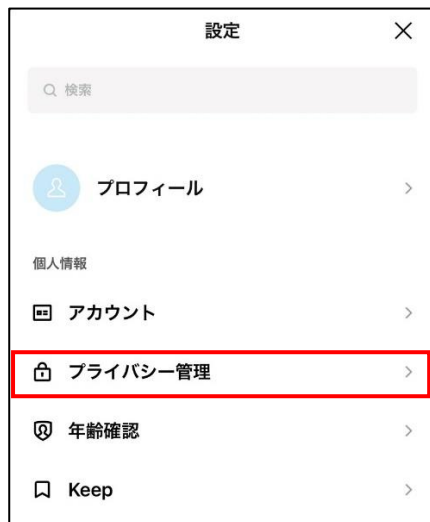 設定
検索
プロフィール
個人情報
アカウント
プライバシー管理
年齢確認
Keep